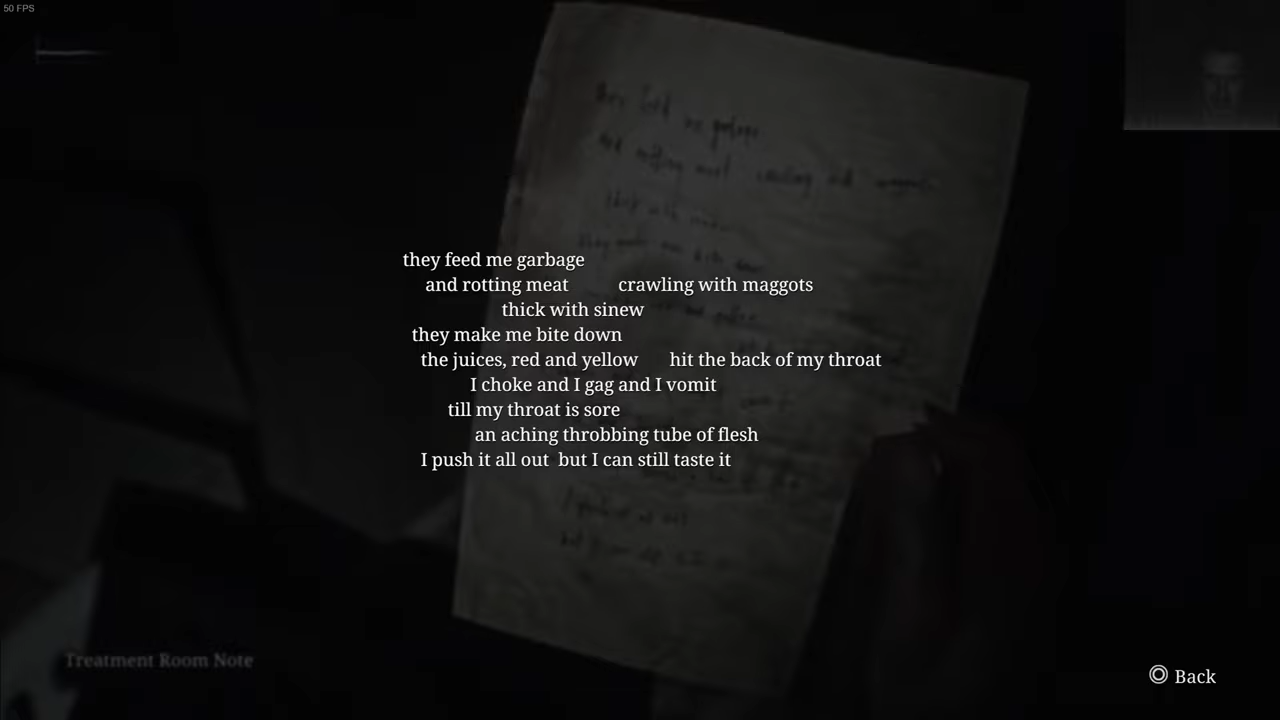 50 FPS
they feed me garbage
and rotting meat crawling with maggots
thick with sinew
they make me bite down
the juices, red and yellow hit the back of my throat
I choke and I gag and I vomit
till my throat is sore
an aching throbbing tube of flesh
I push it all out but I can still taste it
Treatment Room Note
Back